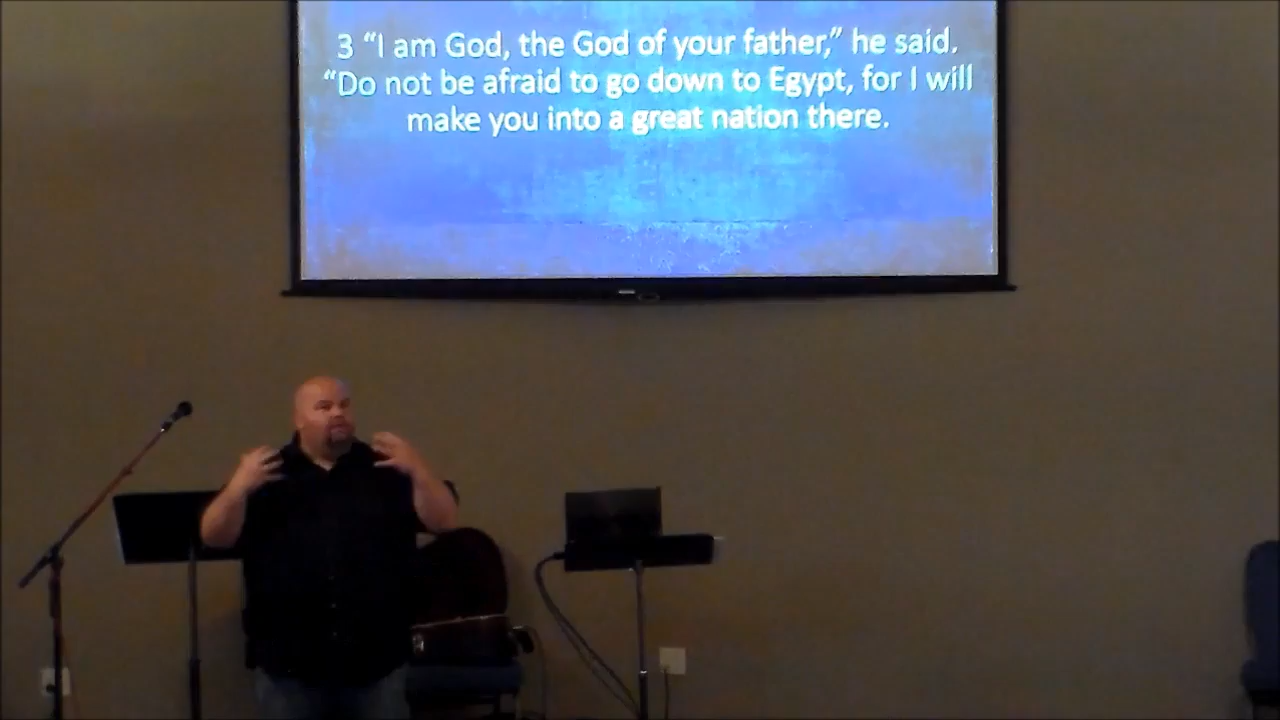 3 “I am God, the God of your father,” he said.
“Do not be afraid to go down to Egypt, for I will
make you into a great nation there.